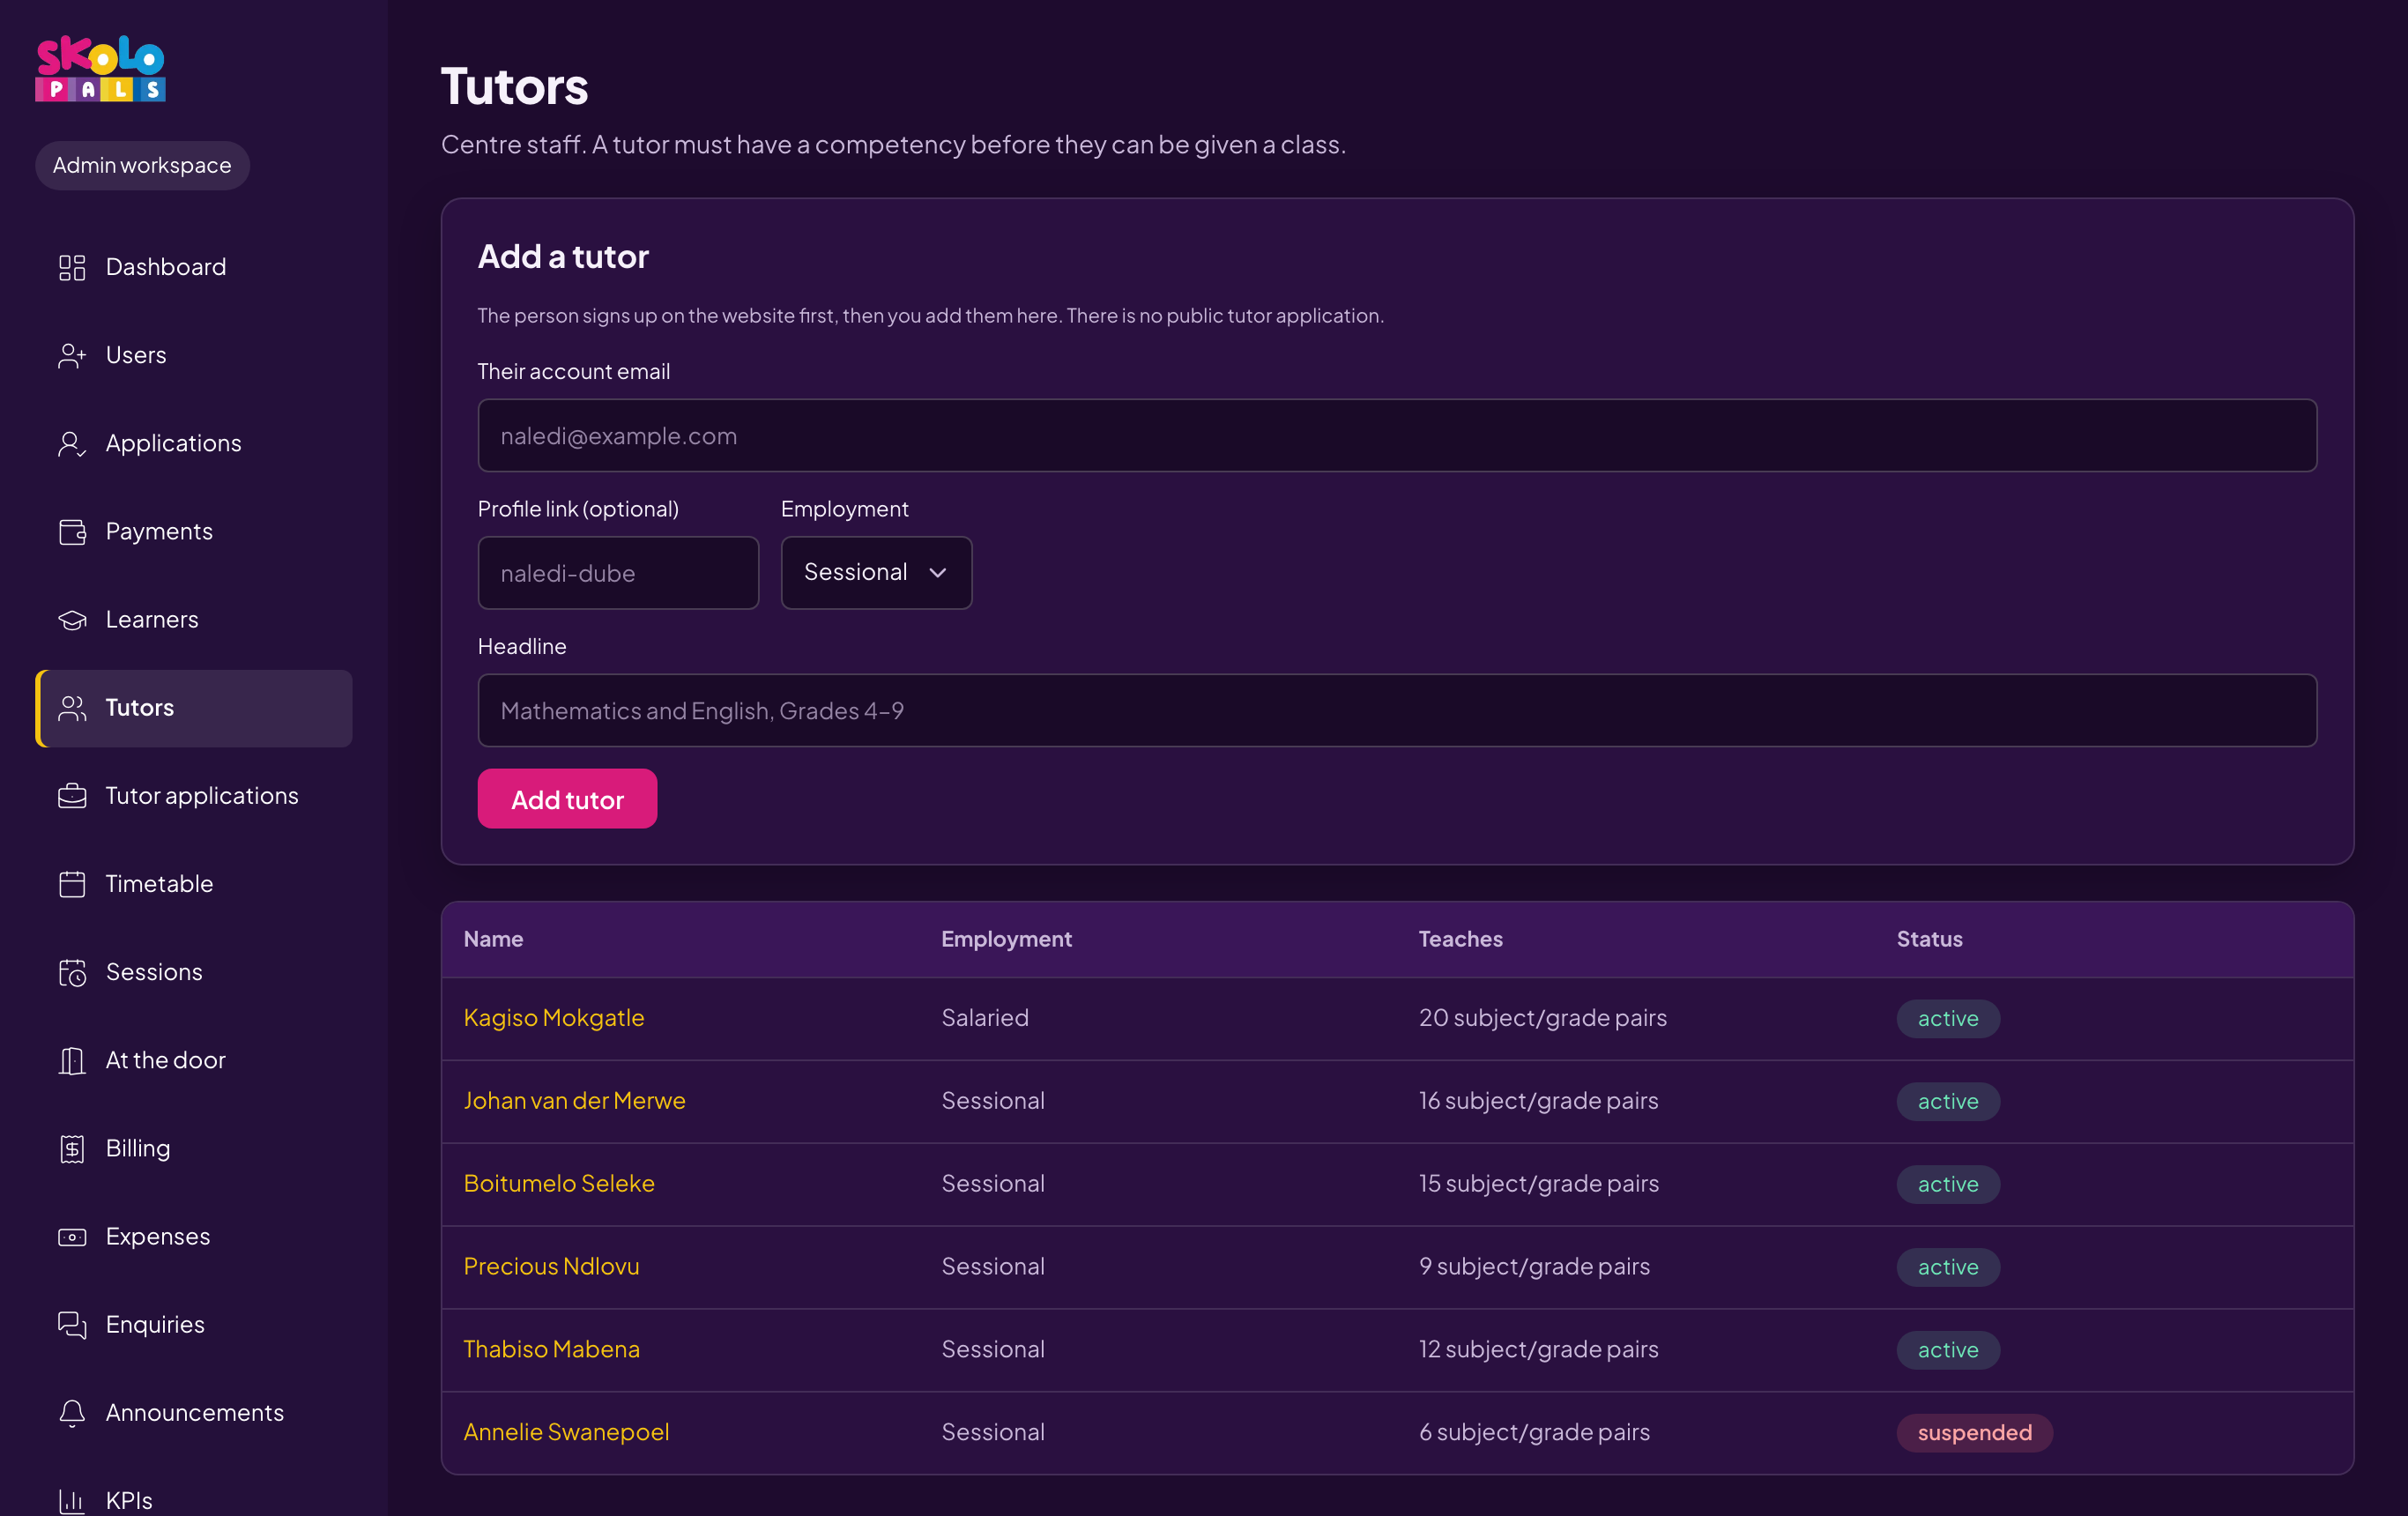 SKOLO
PALS
Admin workspace
Dashboard
Users
Applications
Payments
Learners
Tutors
Tutor applications
Timetable
Sessions
At the door
Billing
Expenses
Enquiries
Announcements
KPIs
Tutors
Centre staff. A tutor must have a competency before they can be given a class.
Add a tutor
The person signs up on the website first, then you add them here. There is no public tutor application.
Their account email
naledi@example.com
Profile link (optional) Employment
naledi-dube Sessional
Headline
Mathematics and English, Grades 4–9
Add tutor
Name Employment Teaches Status
Kagiso Mokgatle Salaried 20 subject/grade pairs active
Johan van der Merwe Sessional 16 subject/grade pairs active
Boitumelo Seleke Sessional 15 subject/grade pairs active
Precious Ndlovu Sessional 9 subject/grade pairs active
Thabiso Mabena Sessional 12 subject/grade pairs active
Annelie Swanepoel Sessional 6 subject/grade pairs suspended